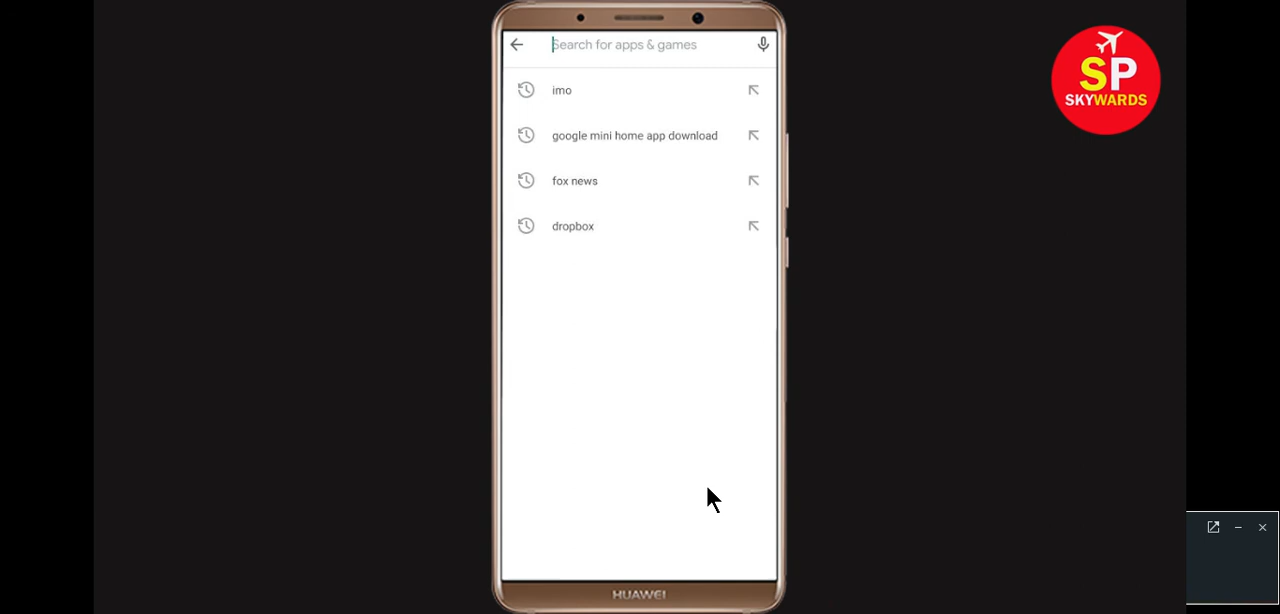 Search for apps & games
imo
google mini home app download
fox news
dropbox
HUAWEI
SP
SKYWARDS